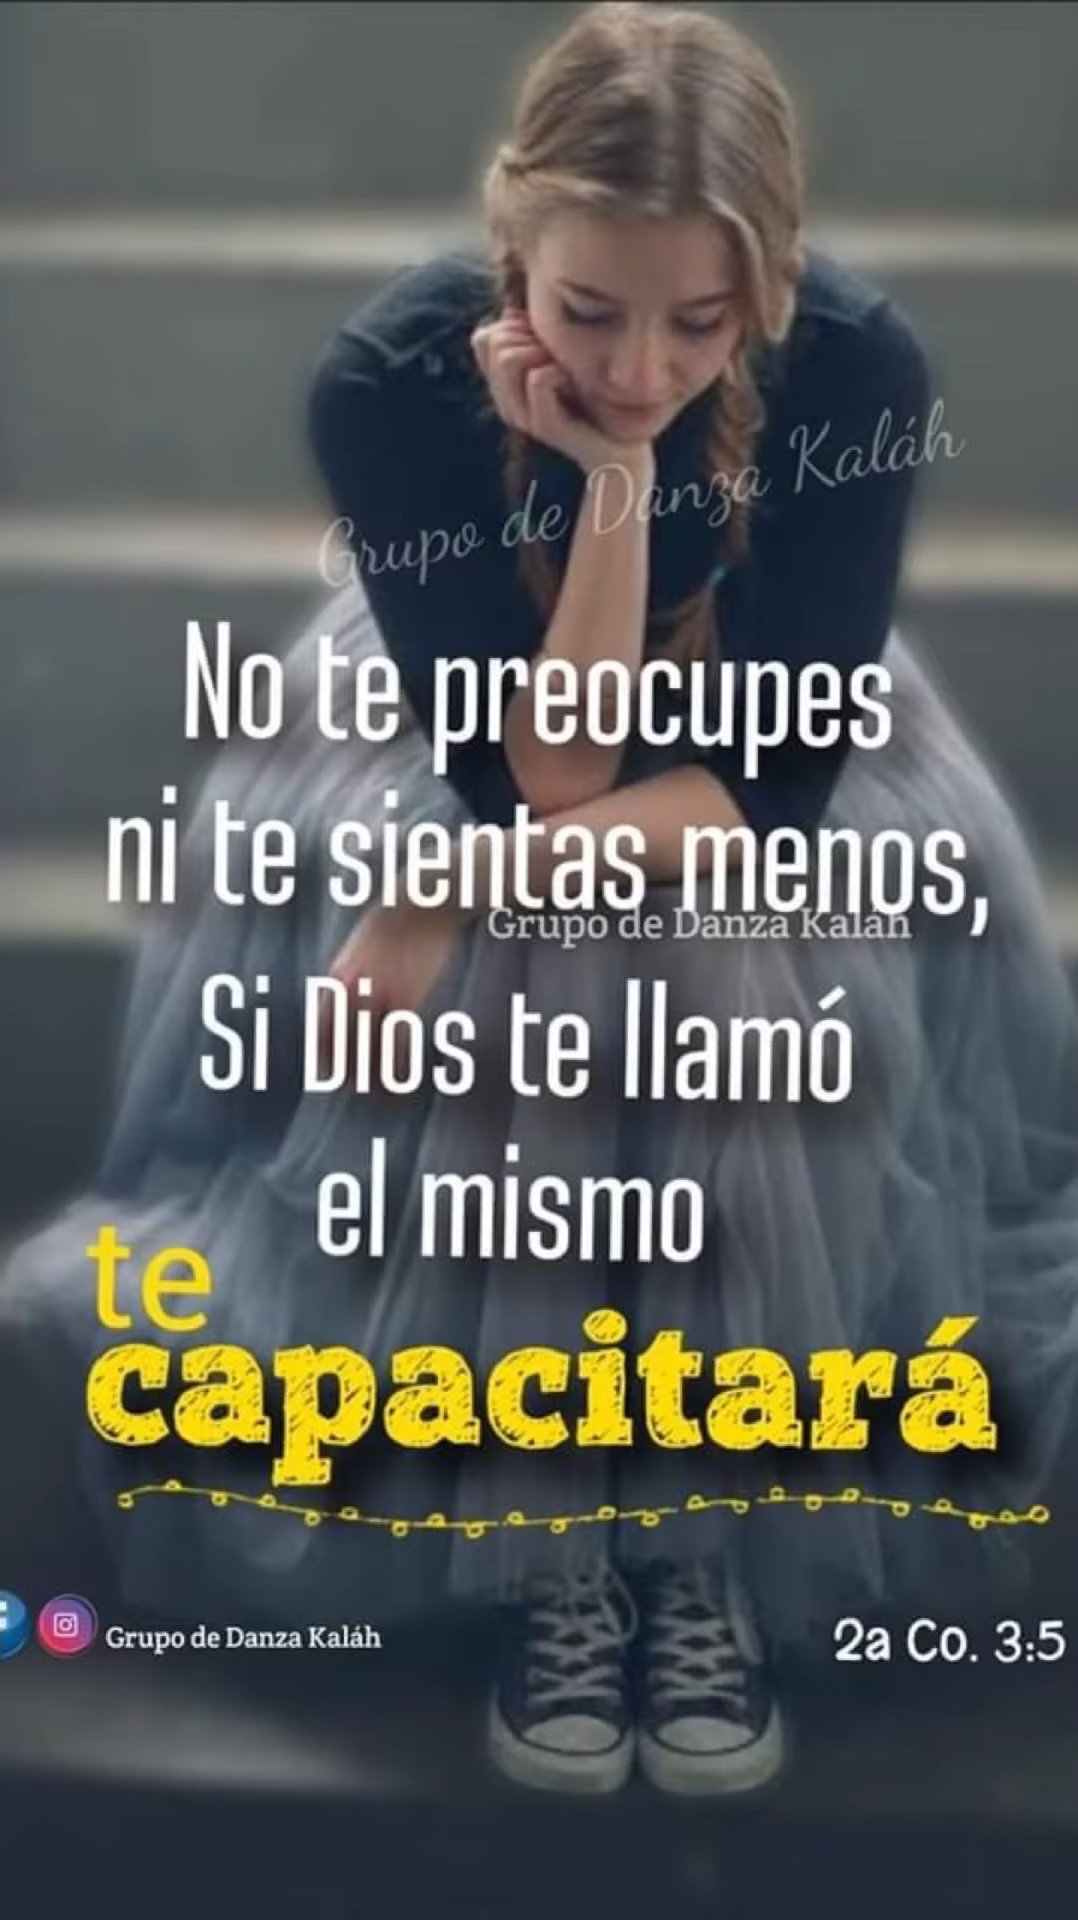 Grupo de Danza Kaláh
No te preocupes
ni te sientas menos,
Grupo de Danza Kaláh
Si Dios te llamó
el mismo
te
capacitará
Grupo de Danza Kaláh
2a Co. 3:5